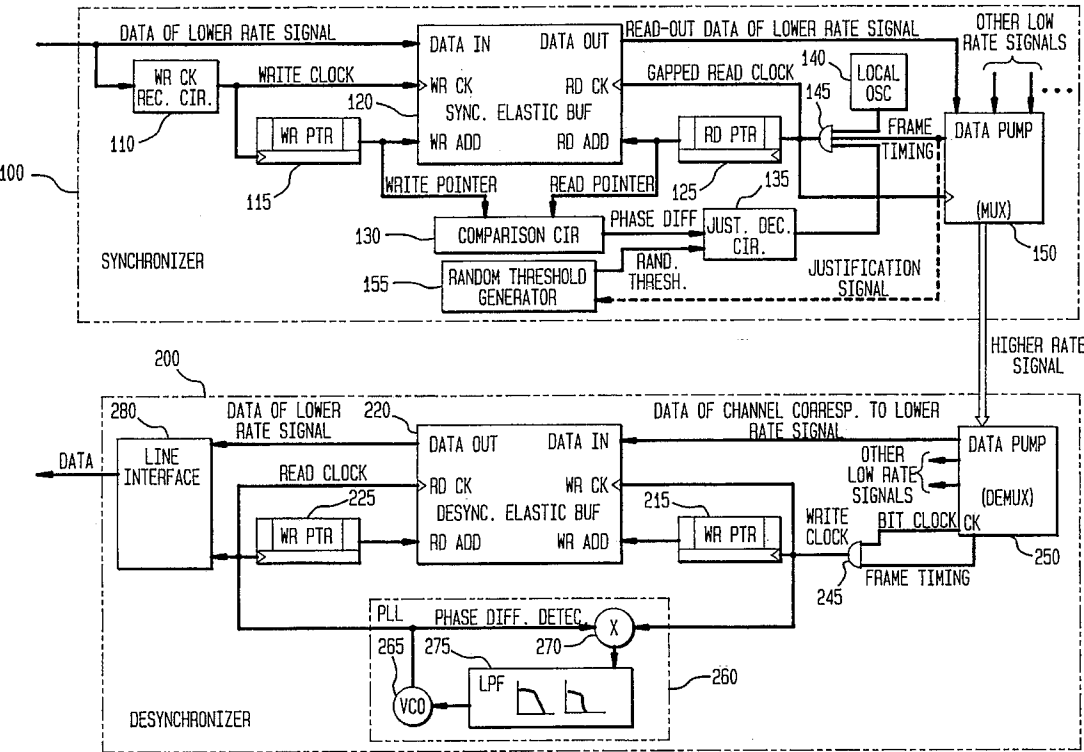 DATA OF LOWER RATE SIGNAL
READ-OUT DATA OF LOWER RATE SIGNAL
OTHER LOW
RATE SIGNALS
DATA IN
DATA OUT
WR CK
REC. CIR.
WRITE CLOCK
WR CK
RD CK
GAPPED READ CLOCK
140
LOCAL
OSC
145
120
SYNC. ELASTIC BUF
110
WR PTR
WR ADD
RD ADD
RD PTR
FRAME
TIMING
DATA PUMP
100
115
WRITE POINTER
READ POINTER
125
135
130
COMPARISON CIR
PHASE DIFF
JUST. DEC.
CIR.
(MUX)
150
SYNCHRONIZER
155
RANDOM THRESHOLD
GENERATOR
RAND.
THRESH.
JUSTIFICATION
SIGNAL
HIGHER RATE
SIGNAL
200
280
DATA OF LOWER
RATE SIGNAL
220
DATA OF CHANNEL CORRESP. TO LOWER
RATE SIGNAL
DATA
LINE
INTERFACE
DATA OUT
DATA IN
DATA PUMP
OTHER
LOW RATE
SIGNALS
(DEMUX)
READ CLOCK
RD CK
WR CK
225
DESYNC. ELASTIC BUF
215
WRITE
CLOCK
BIT CLOCK
CK
WR PTR
RD ADD
WR ADD
WR PTR
245
FRAME TIMING
250
PLL
PHASE DIFF. DETEC.
X
265
275
270
LPF
260
VCO
DESYNCHRONIZER